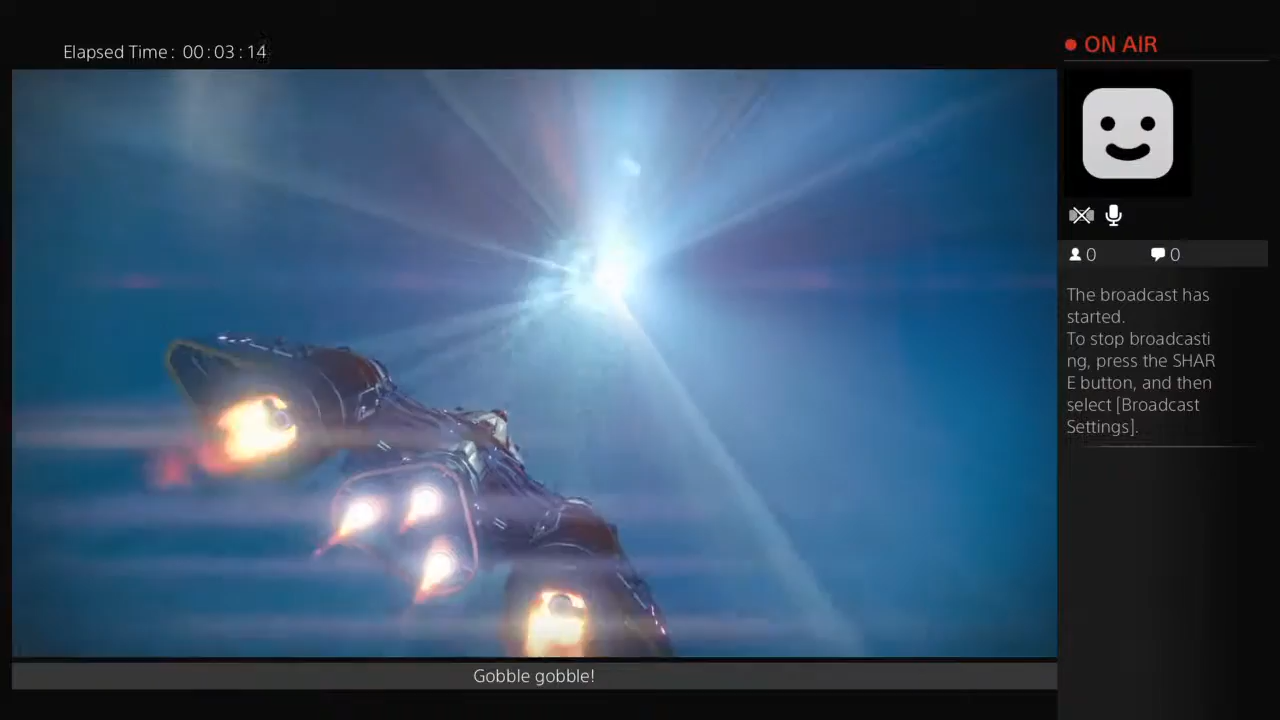 Elapsed Time: 00:03:14
ON AIR
0 0
The broadcast has
started.
To stop broadcasti
ng, press the SHAR
E button, and then
select [Broadcast
Settings].
Gobble gobble!